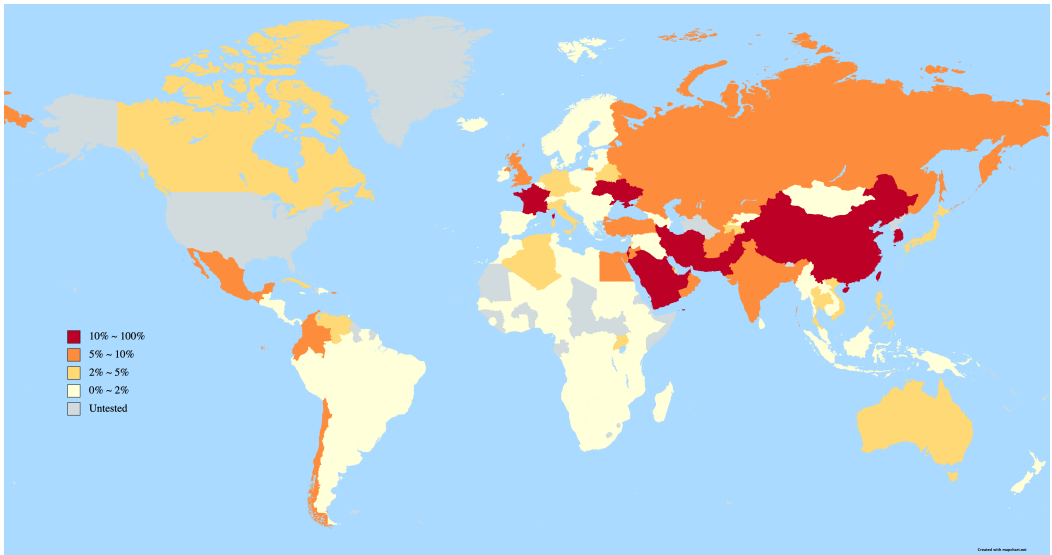 10% ~ 100%
5% ~ 10%
2% ~ 5%
0% ~ 2%
Untested
Created with mapchart.net